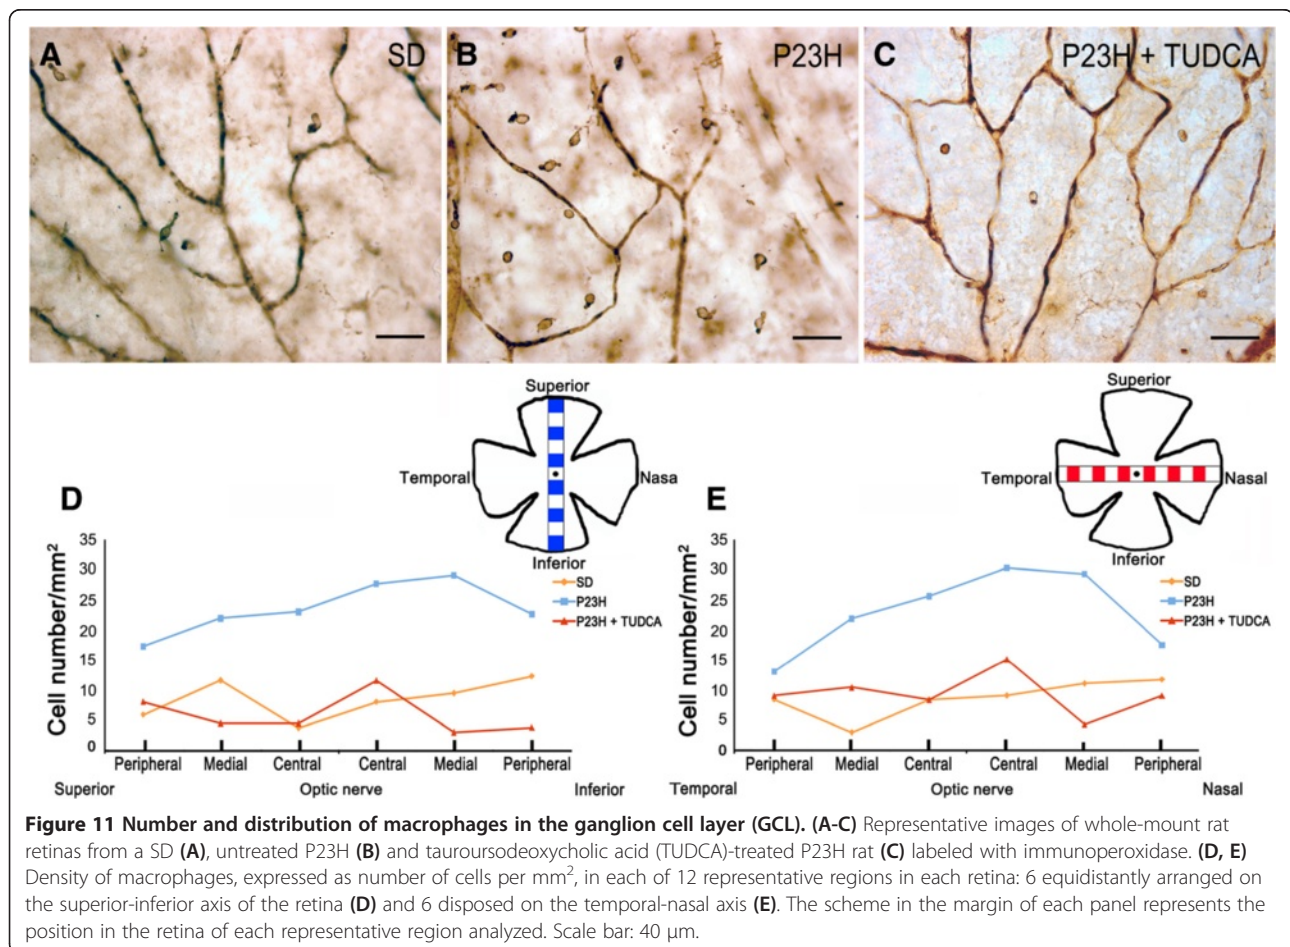 A SD
B P23H
C P23H + TUDCA
Superior
Temporal Nasa
Inferior
D
Cell number/mm²
35
30
25
20
15
10
5
0
SD
P23H
P23H + TUDCA
Peripheral Medial Central Central Medial Peripheral
Superior Optic nerve Inferior
Superior
Temporal Nasal
Inferior
E
Cell number/mm²
35
30
25
20
15
10
5
0
SD
P23H
P23H + TUDCA
Peripheral Medial Central Central Medial Peripheral
Temporal Optic nerve Nasal
Figure 11 Number and distribution of macrophages in the ganglion cell layer (GCL). (A-C) Representative images of whole-mount rat
retinas from a SD (A), untreated P23H (B) and tauroursodeoxycholic acid (TUDCA)-treated P23H rat (C) labeled with immunoperoxidase. (D, E)
Density of macrophages, expressed as number of cells per mm², in each of 12 representative regions in each retina: 6 equidistantly arranged on
the superior-inferior axis of the retina (D) and 6 disposed on the temporal-nasal axis (E). The scheme in the margin of each panel represents the
position in the retina of each representative region analyzed. Scale bar: 40 μm.